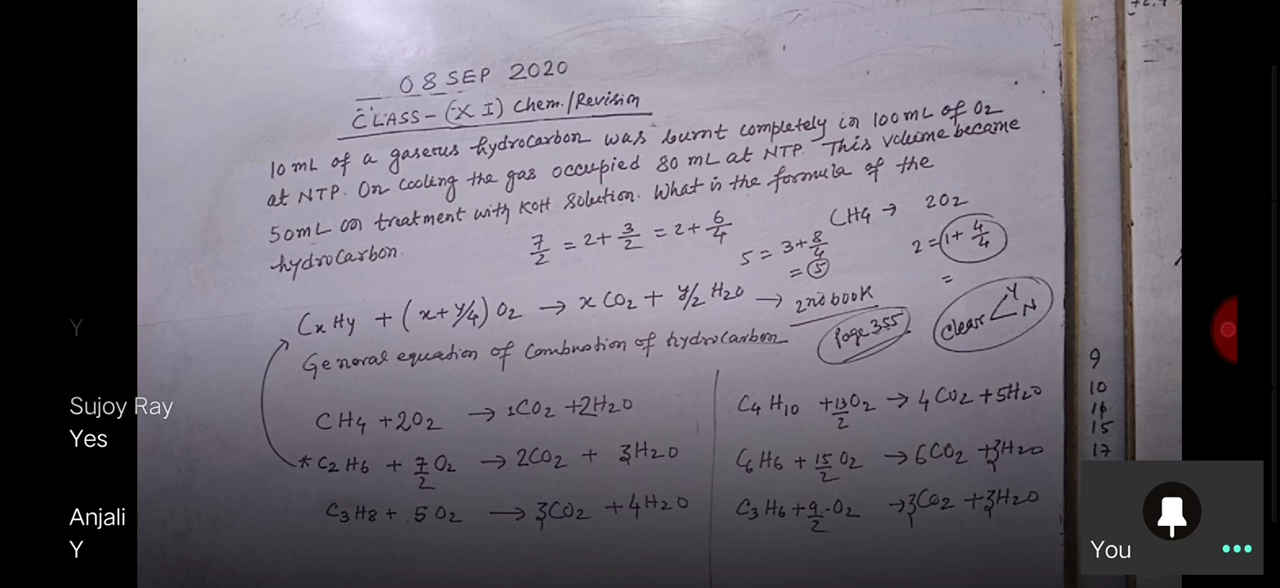 08 SEP 2020
CLASS-(XI) Chem./Revision
10 mL of a gaseous hydrocarbon was burnt completely in 100 mL of O2
at NTP. On cooling the gas occupied 80 mL at NTP. This volume became
50mL on treatment with KOH Solution. What is the formula of the
hydrocarbon.
7/2 = 2+ 3/2 = 2+ 6/4
5 = 3+ 8/4
= 5
CH4 → 2O2
2 = 1+ 4/4
=
CxHy + (x+y/4) O2 → x CO2 + y/2 H2O → 2nd book
Page 355
Clear Y N
General equation of Combustion of hydrocarbon
CH4 + 2O2 → 1CO2 + 2H2O
* C2H6 + 7/2 O2 → 2CO2 + 3H2O
C3H8 + 5O2 → 3CO2 + 4H2O
C4H10 + 13/2 O2 → 4CO2 + 5H2O
C6H6 + 15/2 O2 → 6CO2 + 3H2O
C3H6 + 9/2 O2 → 3CO2 + 3H2O
9
10
15
17
Y
Sujoy Ray
Yes
Anjali
Y
You